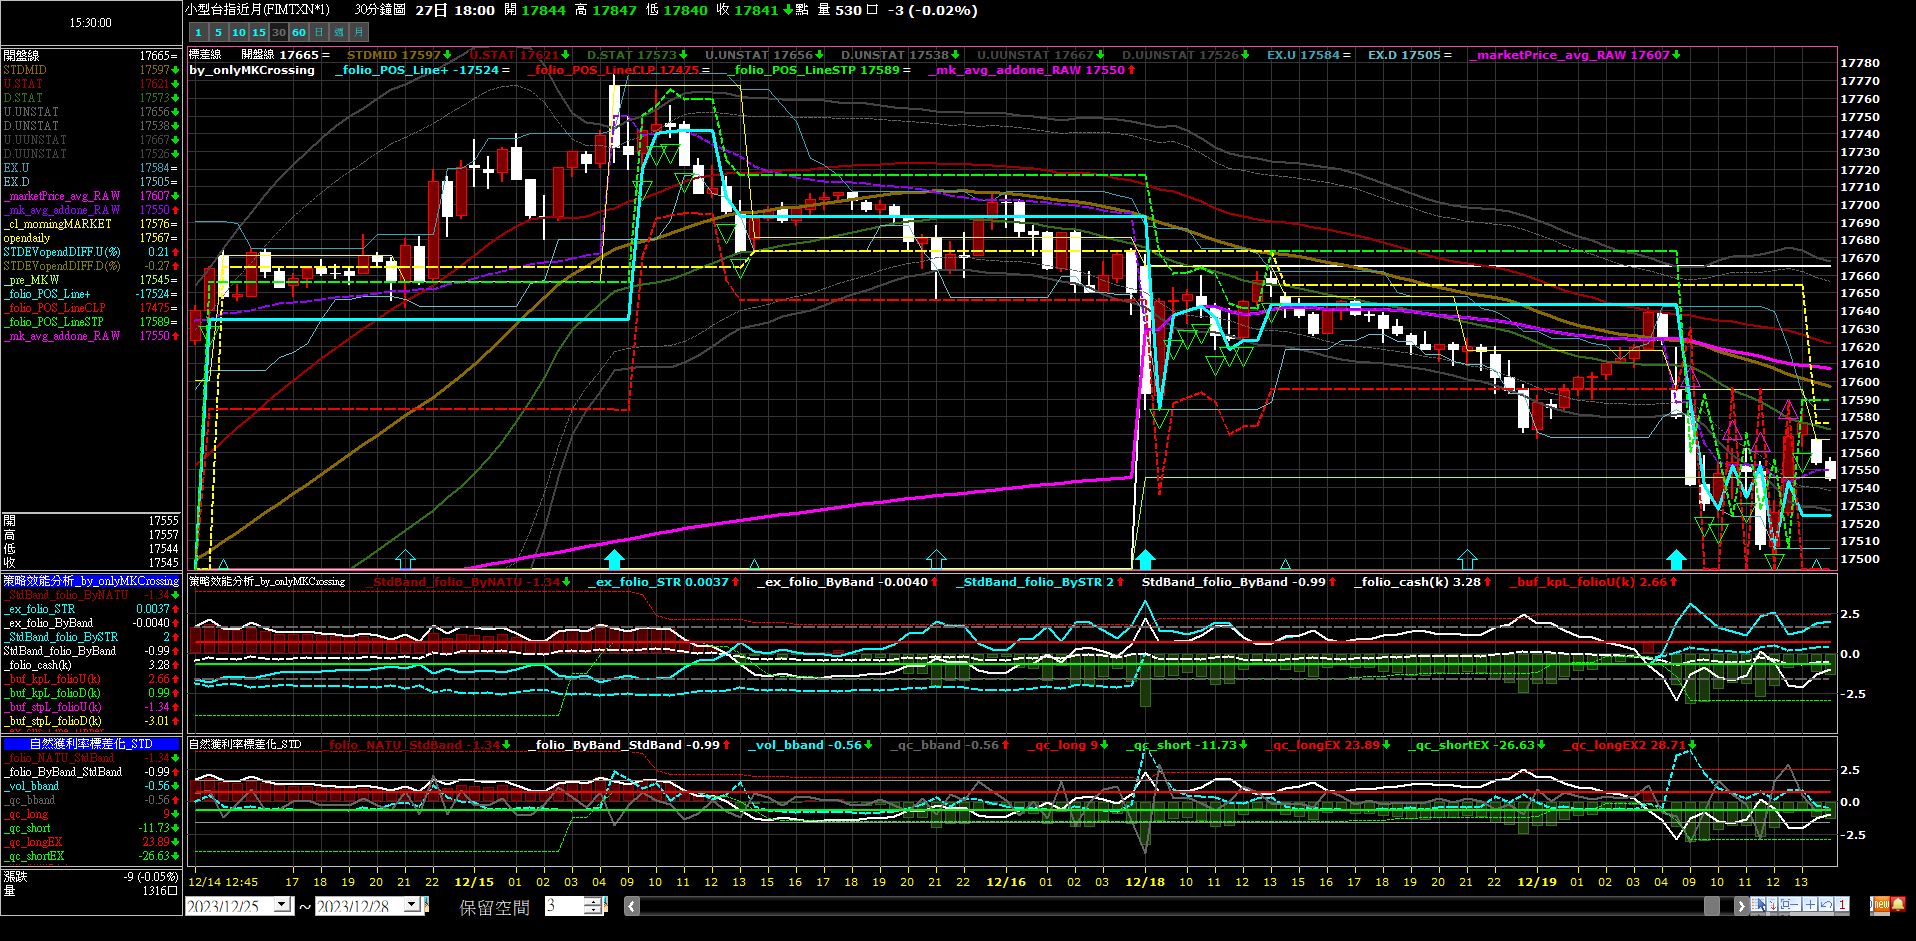 15:30:00
小型台指近月(FIMTXN*1) 30分鐘圖 27日 18:00 開 17844 高 17847 低 17840 收 17841 點 量 530口 -3 (-0.02%)
1 5 10 15 30 60 日 週 月
標差線 開盤線 17665= STDMID 17597 U.STAT 17621 D.STAT 17573 U.UNSTAT 17656 D.UNSTAT 17538 U.UUNSTAT 17667 D.UUNSTAT 17526 EX.U 17584 = EX.D 17505 = _marketPrice_avg_RAW 17607
by_onlyMKCrossing _folio_POS_Line+ -17524 = _folio_POS_LineCLP 17475 = _folio_POS_LineSTP 17589 = _mk_avg_addone_RAW 17550
開盤線 17665=
STDMID 17597
U.STAT 17621
D.STAT 17573
U.UNSTAT 17656
D.UNSTAT 17538
U.UUNSTAT 17667
D.UUNSTAT 17526
EX.U 17584=
EX.D 17505=
_marketPrice_avg_RAW 17607
_mk_avg_addone_RAW 17550
_cl_morningMARKET 17576=
opendaily 17567=
STDEVopendDIFF.U(%) 0.21
STDEVopendDIFF.D(%) -0.27
_pre_MKW 17545=
_folio_POS_Line+ -17524=
_folio_POS_LineCLP 17475=
_folio_POS_LineSTP 17589=
_mk_avg_addone_RAW 17550
開 17555
高 17557
低 17544
收 17545
17780
17770
17760
17750
17740
17730
17720
17710
17700
17690
17680
17670
17660
17650
17640
17630
17620
17610
17600
17590
17580
17570
17560
17550
17540
17530
17520
17510
17500
策略效能分析_by_onlyMKCrossing
_StdBand_folio_ByNATU -1.34
_ex_folio_STR 0.0037
_ex_folio_ByBand -0.0040
_StdBand_folio_BySTR 2
StdBand_folio_ByBand -0.99
_folio_cash(k) 3.28
_buf_kpL_folioU(k) 2.66
_buf_kpL_folioD(k) 0.99
_buf_stpL_folioU(k) -1.34
_buf_stpL_folioD(k) -3.01
策略效能分析_by_onlyMKCrossing _StdBand_folio_ByNATU -1.34 _ex_folio_STR 0.0037 _ex_folio_ByBand -0.0040 _StdBand_folio_BySTR 2 StdBand_folio_ByBand -0.99 _folio_cash(k) 3.28 _buf_kpL_folioU(k) 2.66
2.5
0.0
-2.5
自然獲利率標差化_STD
_folio_NATU_StdBand -1.34
_folio_ByBand_StdBand -0.99
_vol_bband -0.56
_qc_bband -0.56
_qc_long 9
_qc_short -11.73
_qc_longEX 23.89
_qc_shortEX -26.63
自然獲利率標差化_STD _folio_NATU_StdBand -1.34 _folio_ByBand_StdBand -0.99 _vol_bband -0.56 _qc_bband -0.56 _qc_long 9 _qc_short -11.73 _qc_longEX 23.89 _qc_shortEX -26.63 _qc_longEX2 28.71
2.5
0.0
-2.5
漲跌 -9 (-0.05%)
量 1316口
12/14 12:45 17 18 19 20 21 22 12/15 01 02 03 04 09 10 11 12 13 15 16 17 18 19 20 21 22 12/16 01 02 03 12/18 10 11 12 13 15 16 17 18 19 20 21 22 12/19 01 02 03 04 09 10 11 12 13
2023/12/25 ~ 2023/12/28 保留空間 3
1
new